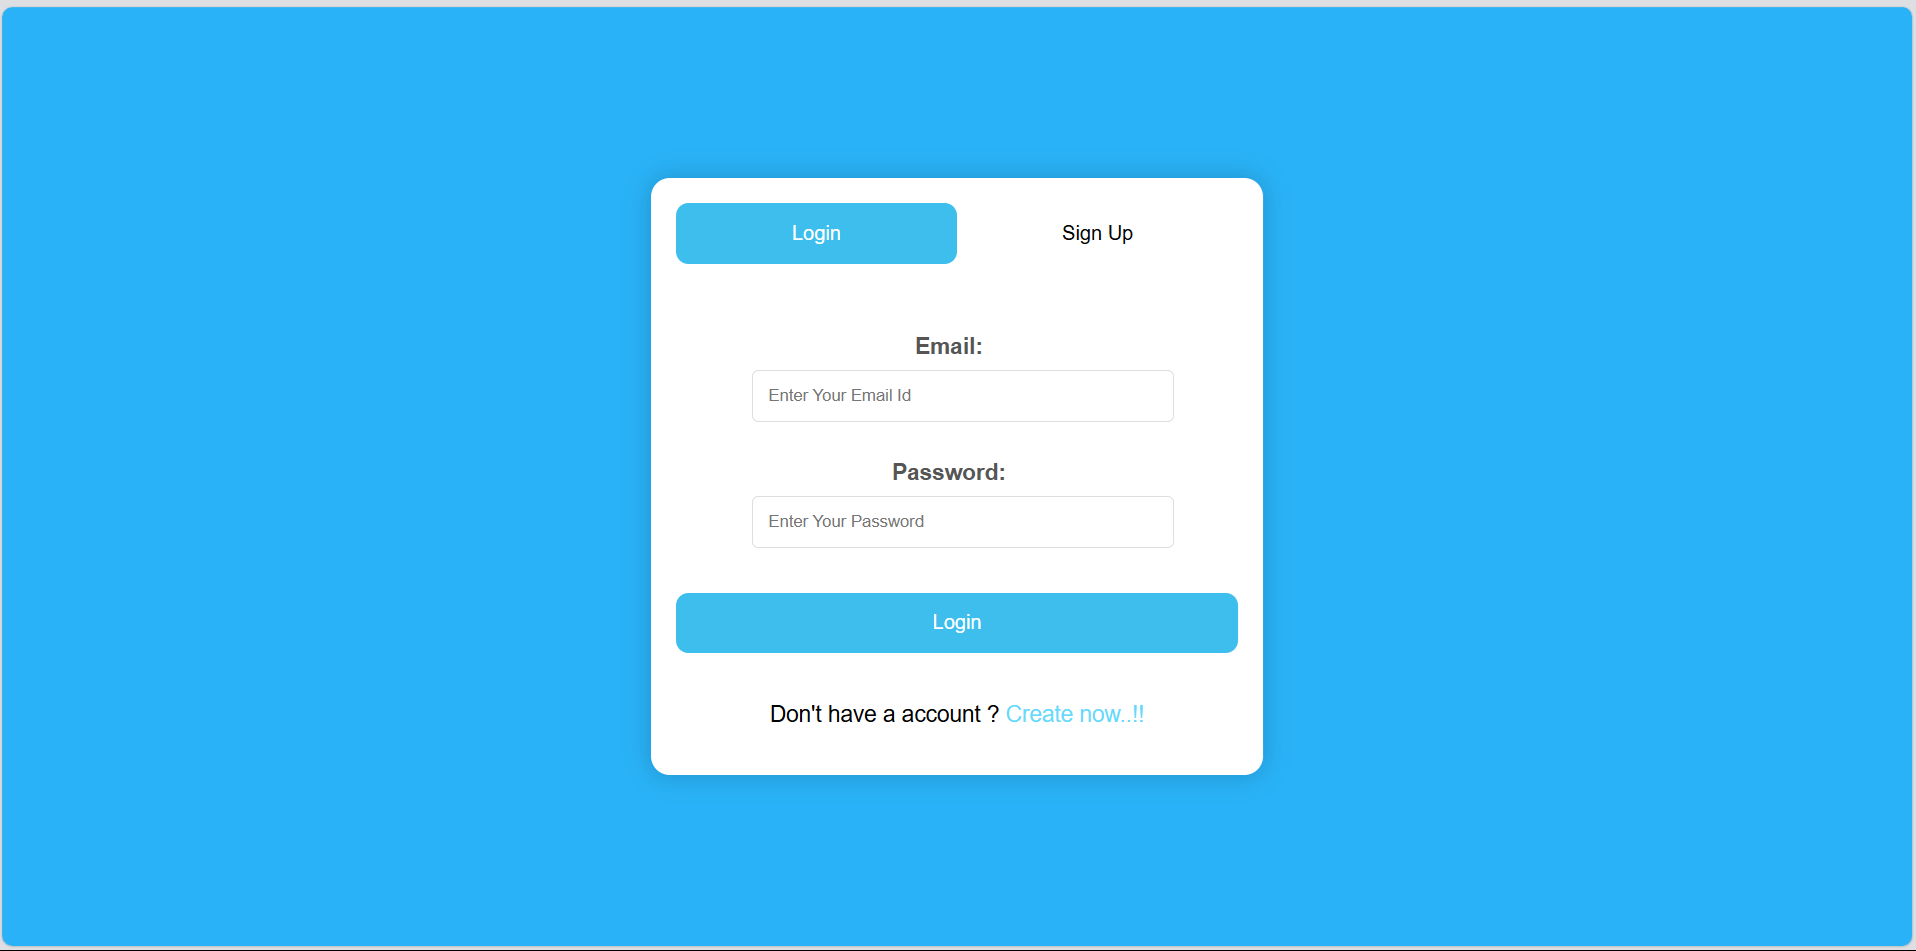 Login Sign Up
Email:
Enter Your Email Id
Password:
Enter Your Password
Login
Don't have a account ? Create now..!!